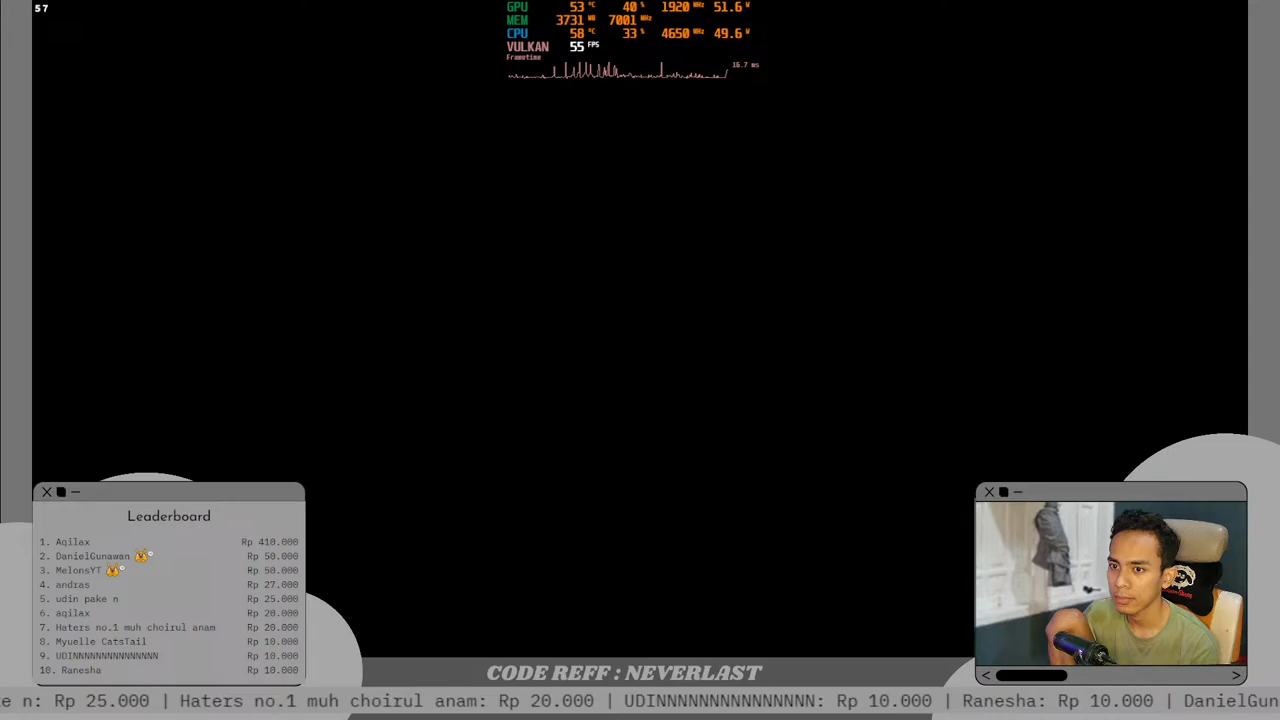 57
GPU 53 °C 40 % 1920 MHz 51.6 W
MEM 3731 MB 7001 MHz
CPU 58 °C 33 % 4650 MHz 49.6 W
VULKAN 55 FPS
Frametime 16.7 ms
Leaderboard
1. Aqilax Rp 410.000
2. DanielGunawan Rp 50.000
3. MelonsYT Rp 50.000
4. andras Rp 27.000
5. udin pake n Rp 25.000
6. aqilax Rp 20.000
7. Haters no.1 muh choirul anam Rp 20.000
8. Myuelle CatsTail Rp 10.000
9. UDINNNNNNNNNNNNNN Rp 10.000
10. Ranesha Rp 10.000
CODE REFF : NEVERLAST
ke n: Rp 25.000 | Haters no.1 muh choirul anam: Rp 20.000 | UDINNNNNNNNNNNNNN: Rp 10.000 | Ranesha: Rp 10.000 | DanielGun